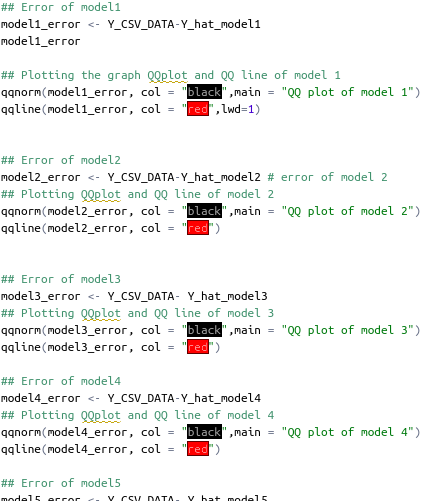 ## Error of model1
model1_error <- Y_CSV_DATA-Y_hat_model1
model1_error
## Plotting the graph QQplot and QQ line of model 1
qqnorm(model1_error, col = "black",main = "QQ plot of model 1")
qqline(model1_error, col = "red",lwd=1)
## Error of model2
model2_error <- Y_CSV_DATA-Y_hat_model2 # error of model 2
## Plotting QQplot and QQ line of model 2
qqnorm(model2_error, col = "black",main = "QQ plot of model 2")
qqline(model2_error, col = "red")
## Error of model3
model3_error <- Y_CSV_DATA- Y_hat_model3
## Plotting QQplot and QQ line of model 3
qqnorm(model3_error, col = "black",main = "QQ plot of model 3")
qqline(model3_error, col = "red")
## Error of model4
model4_error <- Y_CSV_DATA-Y_hat_model4
## Plotting QQplot and QQ line of model 4
qqnorm(model4_error, col = "black",main = "QQ plot of model 4")
qqline(model4_error, col = "red")
## Error of model5
model5_error <- Y_CSV_DATA- Y_hat_model5